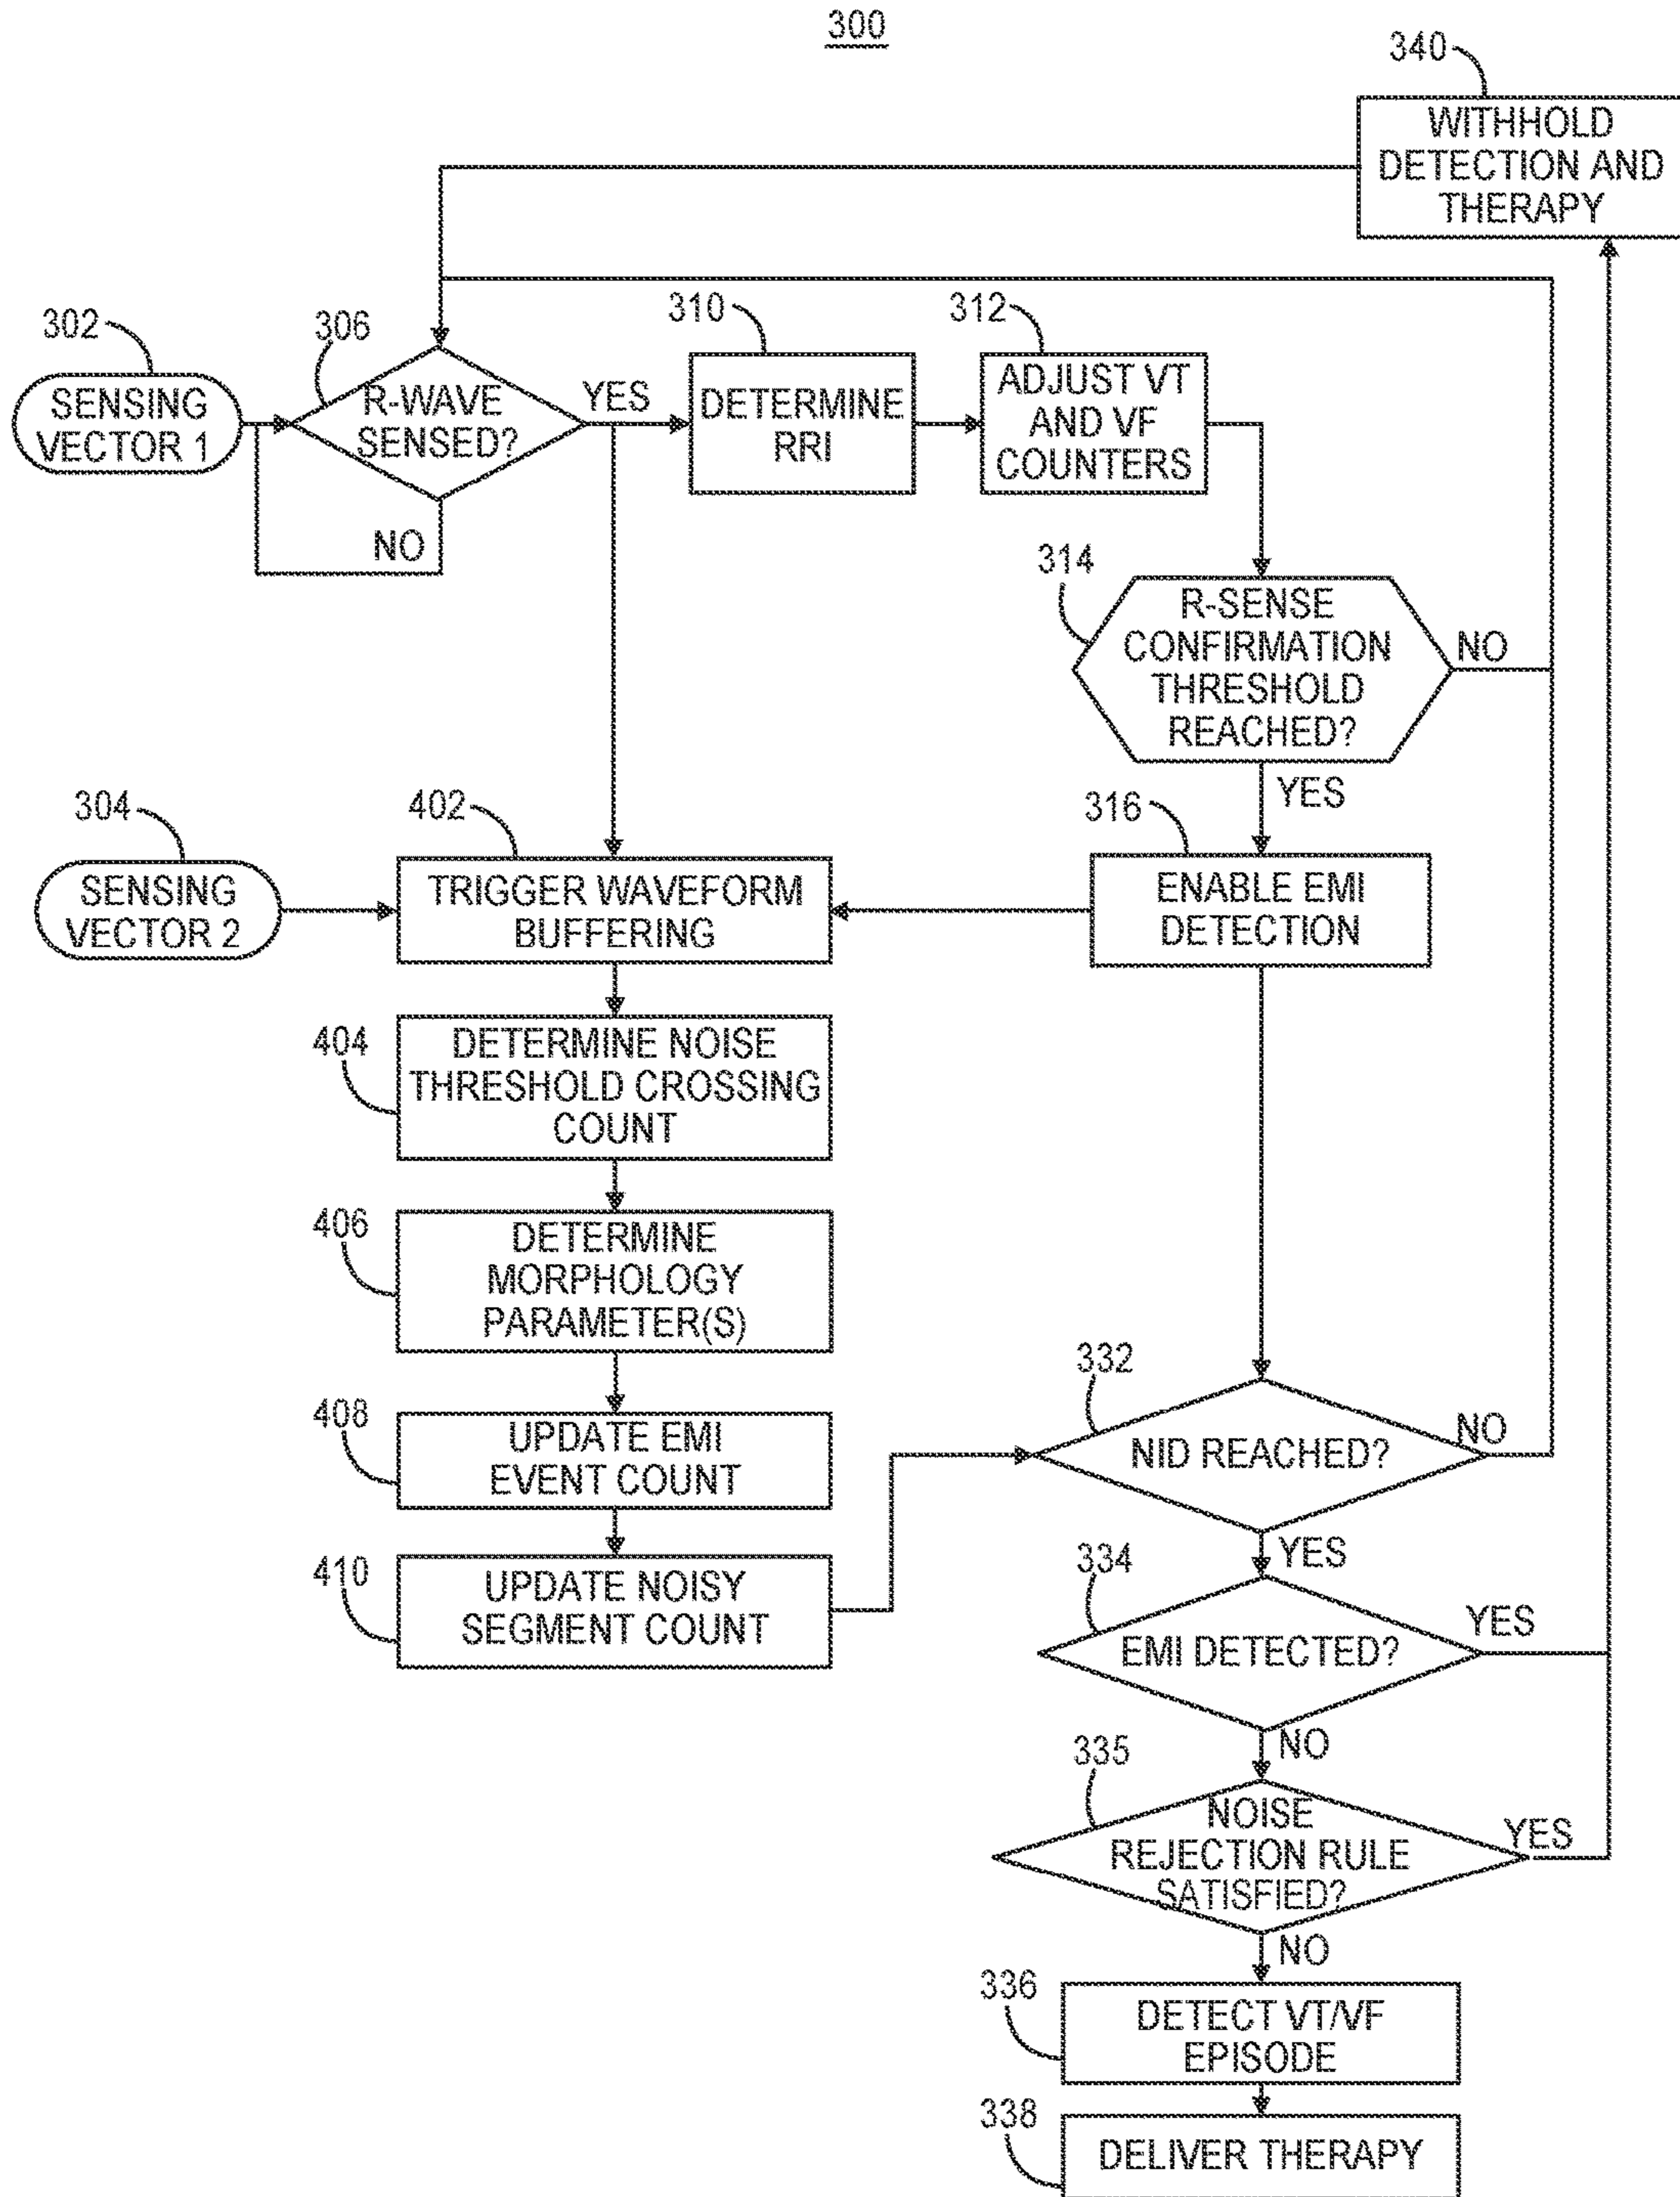 300
340
WITHHOLD
DETECTION AND
THERAPY
302
SENSING
VECTOR 1
306
R-WAVE
SENSED?
YES
NO
310
DETERMINE
RRI
312
ADJUST VT
AND VF
COUNTERS
314
R-SENSE
CONFIRMATION
THRESHOLD
REACHED?
NO
YES
304
SENSING
VECTOR 2
402
TRIGGER WAVEFORM
BUFFERING
316
ENABLE EMI
DETECTION
404
DETERMINE NOISE
THRESHOLD CROSSING
COUNT
406
DETERMINE
MORPHOLOGY
PARAMETER(S)
408
UPDATE EMI
EVENT COUNT
410
UPDATE NOISY
SEGMENT COUNT
332
NID REACHED?
NO
YES
334
EMI DETECTED?
YES
NO
335
NOISE
REJECTION RULE
SATISFIED?
YES
NO
336
DETECT VT/VF
EPISODE
338
DELIVER THERAPY